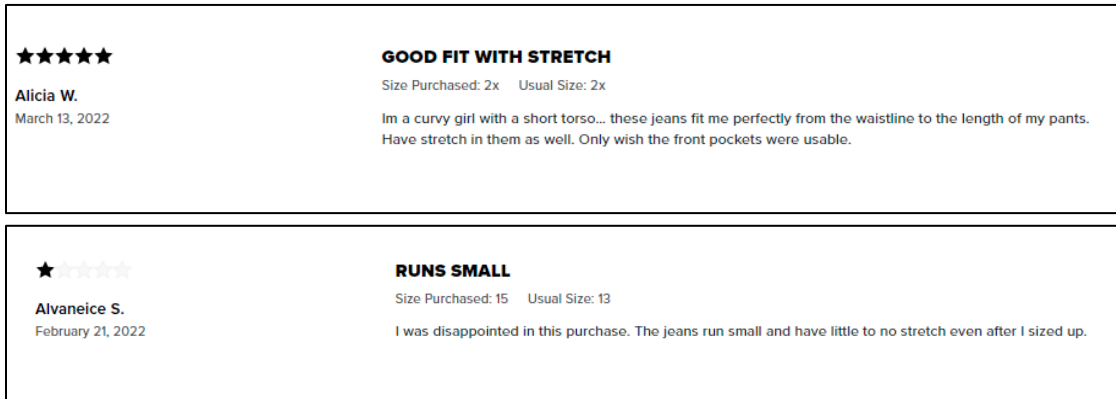 GOOD FIT WITH STRETCH
Alicia W.
March 13, 2022
Size Purchased: 2x Usual Size: 2x
Im a curvy girl with a short torso... these jeans fit me perfectly from the waistline to the length of my pants.
Have stretch in them as well. Only wish the front pockets were usable.
RUNS SMALL
Alvaneice S.
February 21, 2022
Size Purchased: 15 Usual Size: 13
I was disappointed in this purchase. The jeans run small and have little to no stretch even after I sized up.